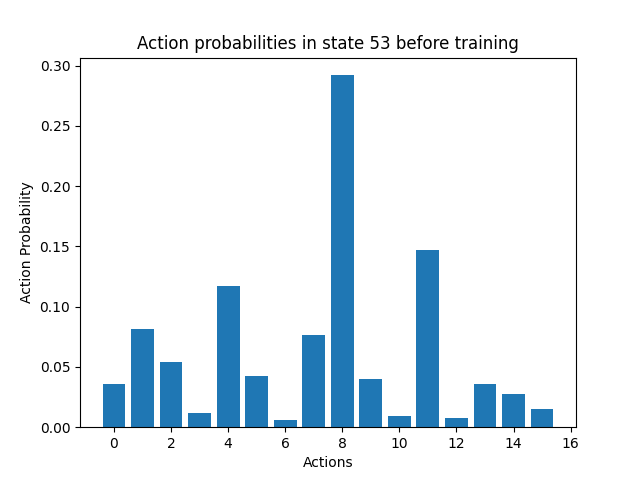 Action probabilities in state 53 before training
0.30
0.25
0.20
0.15
0.10
0.05
0.00
Action Probability
0 2 4 6 8 10 12 14 16
Actions